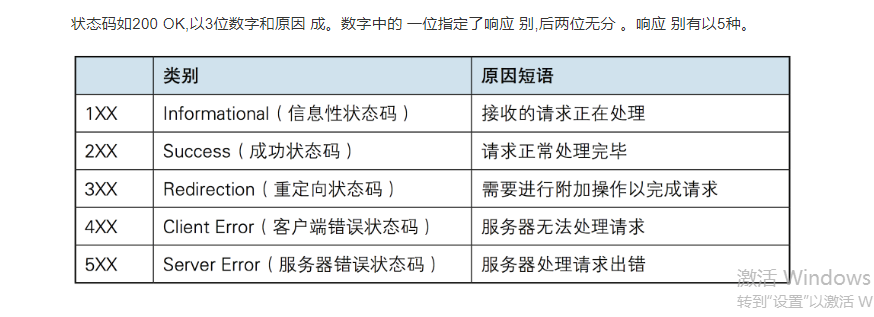 状态码如200 OK,以3位数字和原因 成。数字中的 一位指定了响应 别,后两位无分 。响应 别有以5种。
类别 原因短语
1XX Informational（信息性状态码） 接收的请求正在处理
2XX Success（成功状态码） 请求正常处理完毕
3XX Redirection（重定向状态码） 需要进行附加操作以完成请求
4XX Client Error（客户端错误状态码） 服务器无法处理请求
5XX Server Error（服务器错误状态码） 服务器处理请求出错
激活 Windows
转到"设置"以激活 W